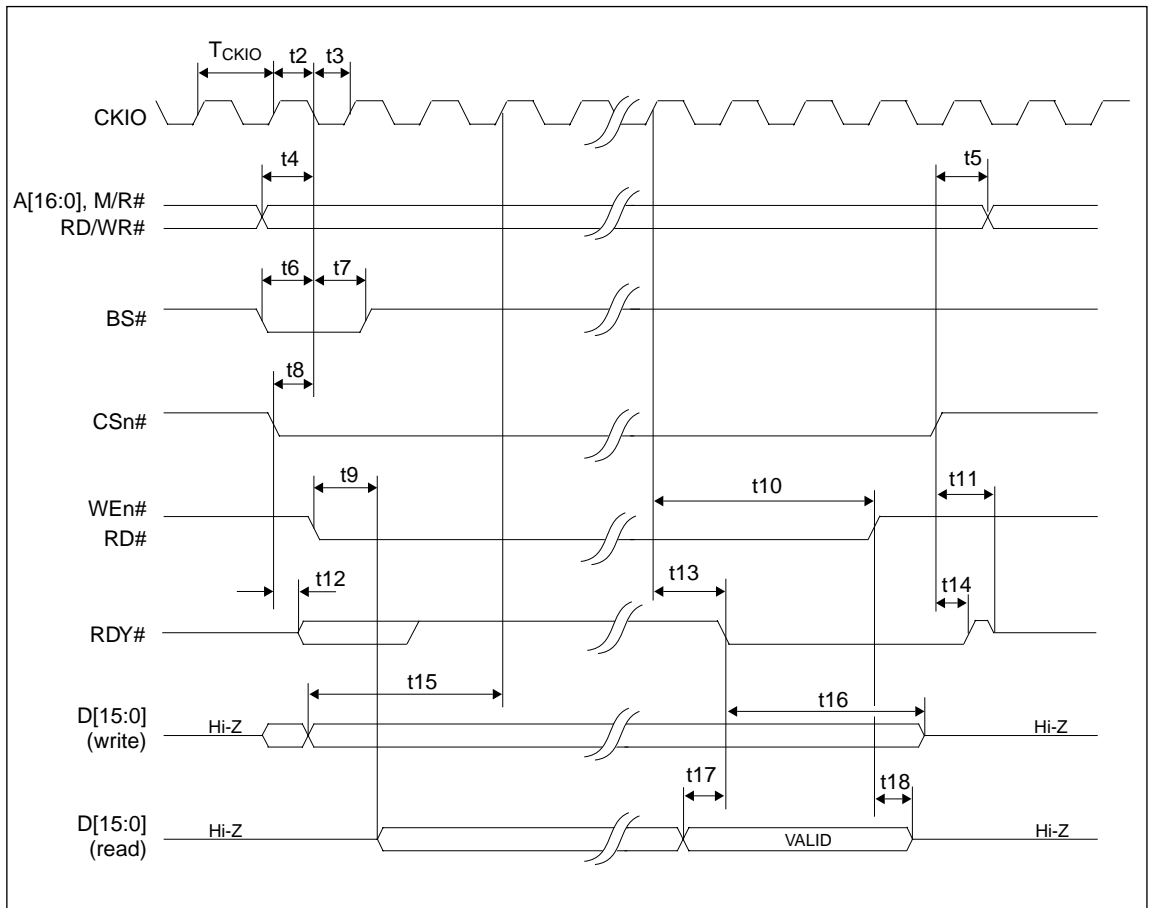 TCKIO t2 t3
CKIO
t4 t5
A[16:0], M/R#
RD/WR#
t6 t7
BS#
t8
CSn#
t9 t10 t11
WEn#
RD#
t12 t13 t14
RDY#
t15 t16
D[15:0]
(write)
Hi-Z Hi-Z
t17 t18
D[15:0]
(read)
Hi-Z VALID Hi-Z